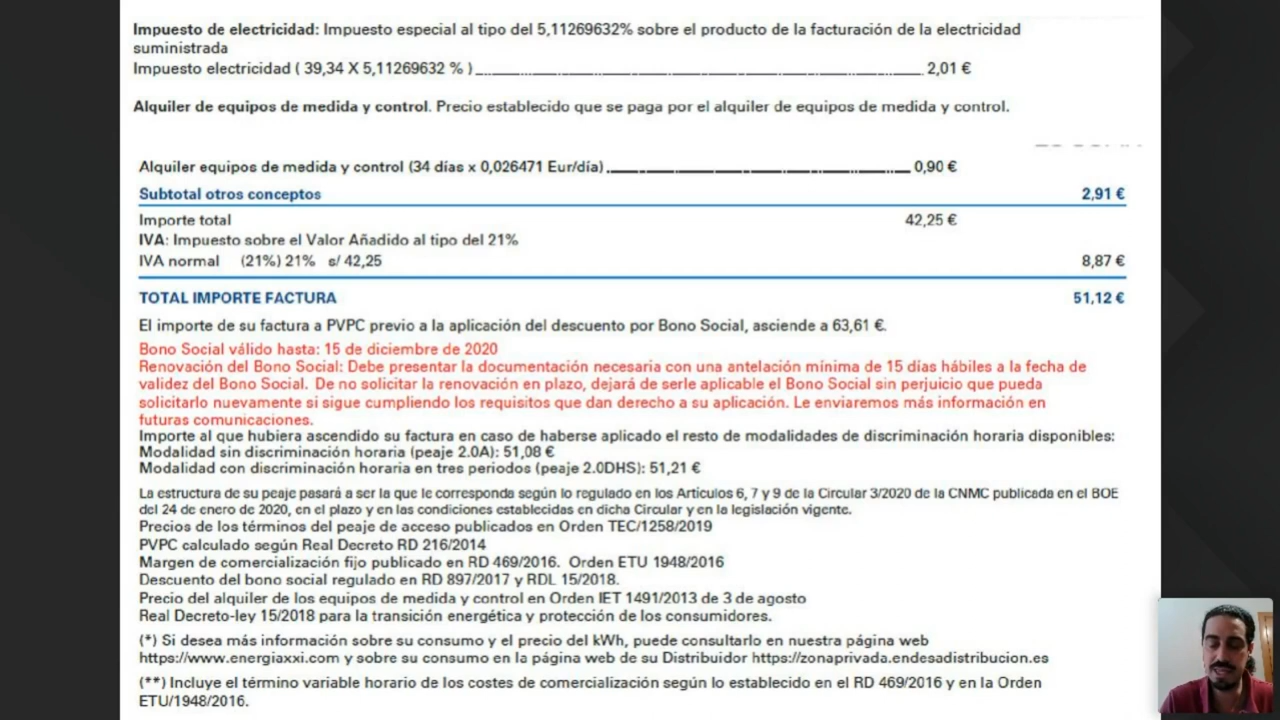 Impuesto de electricidad: Impuesto especial al tipo del 5,11269632% sobre el producto de la facturación de la electricidad
suministrada
Impuesto electricidad ( 39,34 X 5,11269632 % ) 2,01 €
Alquiler de equipos de medida y control. Precio establecido que se paga por el alquiler de equipos de medida y control.
Alquiler equipos de medida y control (34 días x 0,026471 Eur/día) 0,90 €
Subtotal otros conceptos 2,91 €
Importe total 42,25 €
IVA: Impuesto sobre el Valor Añadido al tipo del 21%
IVA normal (21%) 21% s/ 42,25 8,87 €
TOTAL IMPORTE FACTURA 51,12 €
El importe de su factura a PVPC previo a la aplicación del descuento por Bono Social, asciende a 63,61 €.
Bono Social válido hasta: 15 de diciembre de 2020
Renovación del Bono Social: Debe presentar la documentación necesaria con una antelación mínima de 15 días hábiles a la fecha de
validez del Bono Social. De no solicitar la renovación en plazo, dejará de serle aplicable el Bono Social sin perjuicio que pueda
solicitarlo nuevamente si sigue cumpliendo los requisitos que dan derecho a su aplicación. Le enviaremos más información en
futuras comunicaciones.
Importe al que hubiera ascendido su factura en caso de haberse aplicado el resto de modalidades de discriminación horaria disponibles:
Modalidad sin discriminación horaria (peaje 2.0A): 51,08 €
Modalidad con discriminación horaria en tres periodos (peaje 2.0DHS): 51,21 €
La estructura de su peaje pasará a ser la que le corresponda según lo regulado en los Artículos 6, 7 y 9 de la Circular 3/2020 de la CNMC publicada en el BOE
del 24 de enero de 2020, en el plazo y en las condiciones establecidas en dicha Circular y en la legislación vigente.
Precios de los términos del peaje de acceso publicados en Orden TEC/1258/2019
PVPC calculado según Real Decreto RD 216/2014
Margen de comercialización fijo publicado en RD 469/2016. Orden ETU 1948/2016
Descuento del bono social regulado en RD 897/2017 y RDL 15/2018.
Precio del alquiler de los equipos de medida y control en Orden IET 1491/2013 de 3 de agosto
Real Decreto-ley 15/2018 para la transición energética y protección de los consumidores.
(*) Si desea más información sobre su consumo y el precio del kWh, puede consultarlo en nuestra página web
https://www.energiaxxi.com y sobre su consumo en la página web de su Distribuidor https://zonaprivada.endesadistribucion.es
(**) Incluye el término variable horario de los costes de comercialización según lo establecido en el RD 469/2016 y en la Orden
ETU/1948/2016.